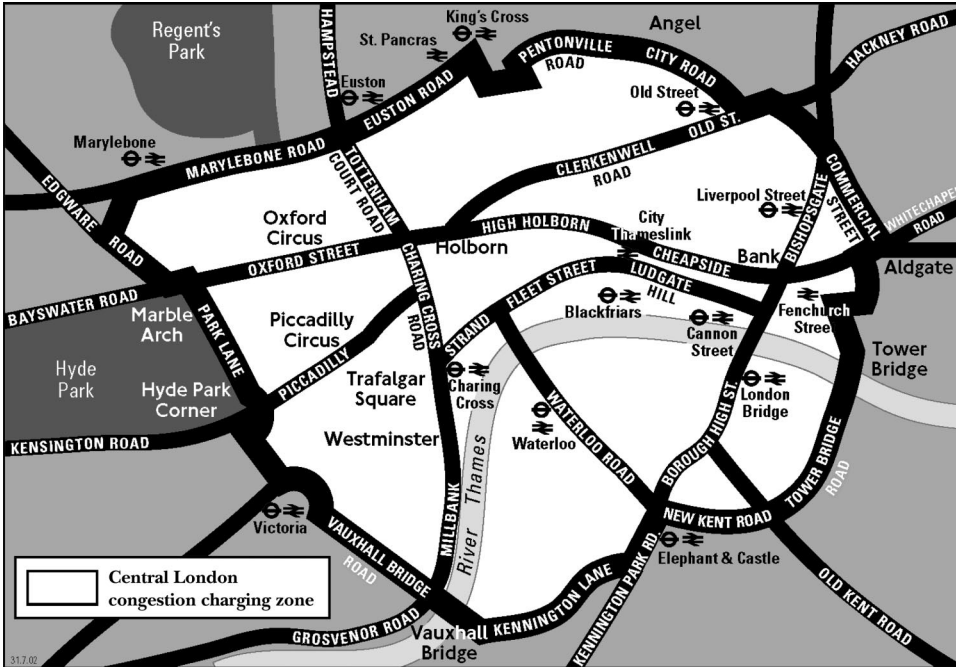 Regent's
Park
HAMPSTEAD
King's Cross
St. Pancras
Angel
PENTONVILLE
ROAD
CITY ROAD
HACKNEY ROAD
Euston
EUSTON ROAD
Old Street
OLD ST.
Marylebone
MARYLEBONE ROAD
TOTTENHAM
COURT ROAD
CLERKENWELL
ROAD
COMMERCIAL
STREET
EDGWARE
ROAD
Liverpool Street
BISHOPSGATE
WHITECHAPEL
ROAD
Oxford
Circus
OXFORD STREET
Holborn
HIGH HOLBORN
City
Thameslink
CHEAPSIDE
Bank
Aldgate
BAYSWATER ROAD
Marble
Arch
PARK LANE
CHARING CROSS
ROAD
STRAND
FLEET STREET
LUDGATE
HILL
Blackfriars
Cannon
Street
Fenchurch
Street
Piccadilly
Circus
PICCADILLY
Hyde
Park
Hyde Park
Corner
Trafalgar
Square
Charing
Cross
Tower
Bridge
London
Bridge
Westminster
Waterloo
WATERLOO ROAD
BOROUGH HIGH ST.
TOWER BRIDGE
ROAD
KENSINGTON ROAD
River Thames
MILLBANK
Victoria
VAUXHALL BRIDGE
ROAD
NEW KENT ROAD
Elephant & Castle
OLD KENT ROAD
KENNINGTON LANE
KENNINGTON PARK RD.
GROSVENOR ROAD
Vauxhall
Bridge
Central London
congestion charging zone
31.7.02